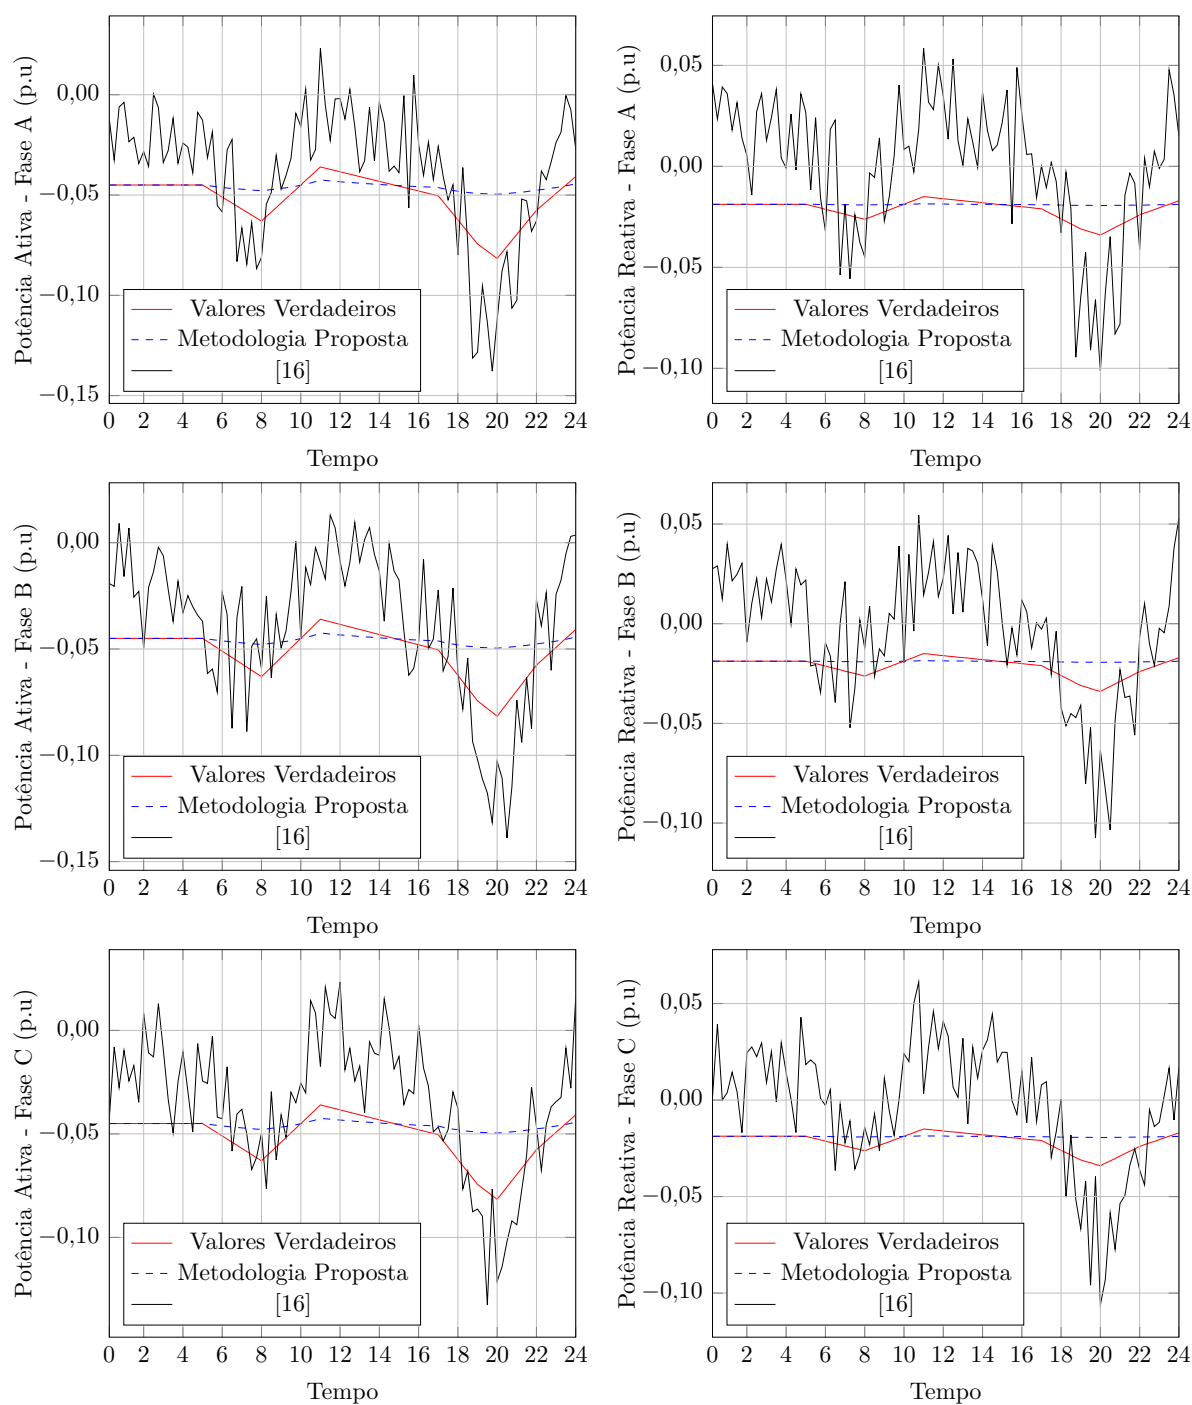 Potência Ativa - Fase A (p.u)
0,00
−0,05
−0,10
−0,15
Valores Verdadeiros
Metodologia Proposta
[16]
0 2 4 6 8 10 12 14 16 18 20 22 24
Tempo
Potência Reativa - Fase A (p.u)
0,05
0,00
−0,05
−0,10
Valores Verdadeiros
Metodologia Proposta
[16]
0 2 4 6 8 10 12 14 16 18 20 22 24
Tempo
Potência Ativa - Fase B (p.u)
0,00
−0,05
−0,10
−0,15
Valores Verdadeiros
Metodologia Proposta
[16]
0 2 4 6 8 10 12 14 16 18 20 22 24
Tempo
Potência Reativa - Fase B (p.u)
0,05
0,00
−0,05
−0,10
Valores Verdadeiros
Metodologia Proposta
[16]
0 2 4 6 8 10 12 14 16 18 20 22 24
Tempo
Potência Ativa - Fase C (p.u)
0,00
−0,05
−0,10
Valores Verdadeiros
Metodologia Proposta
[16]
0 2 4 6 8 10 12 14 16 18 20 22 24
Tempo
Potência Reativa - Fase C (p.u)
0,05
0,00
−0,05
−0,10
Valores Verdadeiros
Metodologia Proposta
[16]
0 2 4 6 8 10 12 14 16 18 20 22 24
Tempo